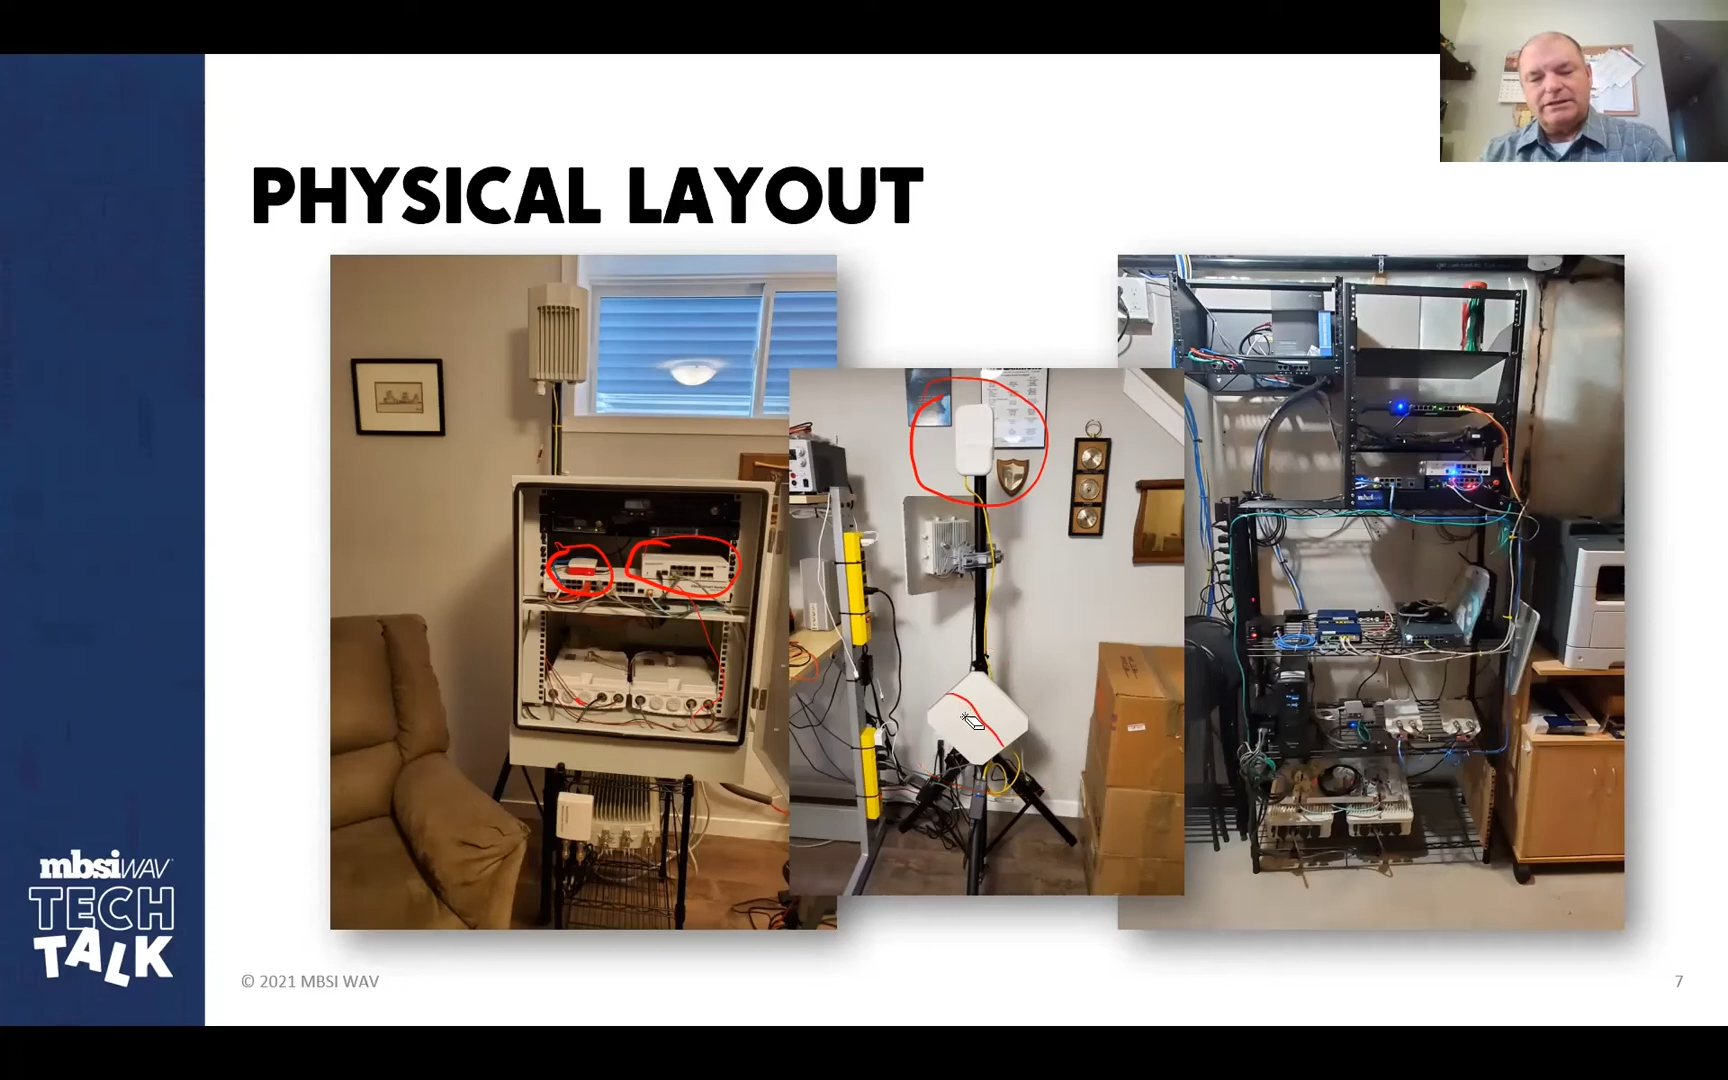 PHYSICAL LAYOUT
mbsiWAV
TECH
TALK
© 2021 MBSI WAV
7